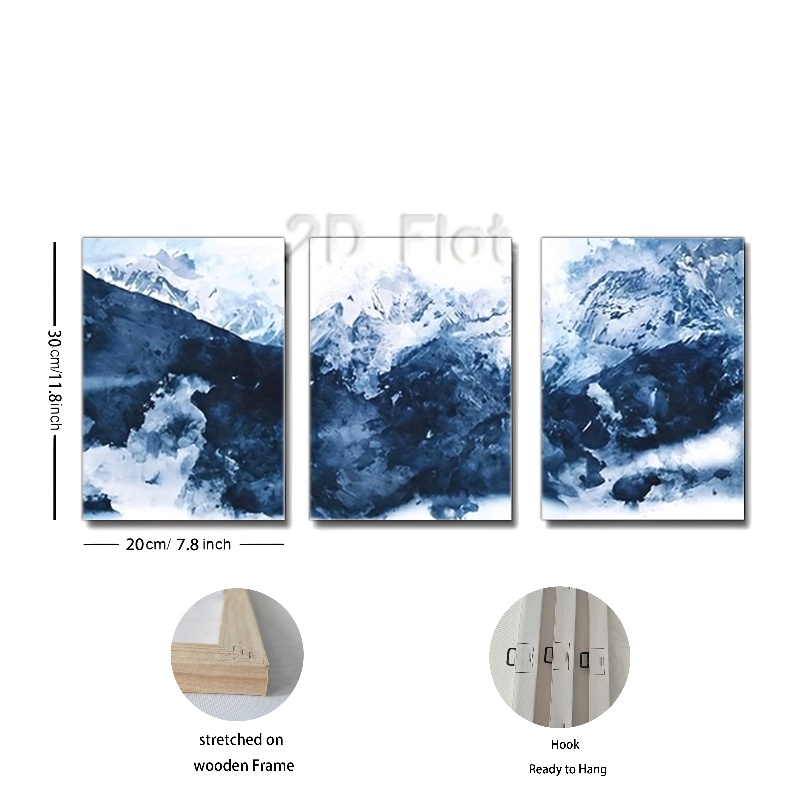 2D Flat
30cm/11.8inch
20cm/ 7.8 inch
stretched on
wooden Frame
Hook
Ready to Hang